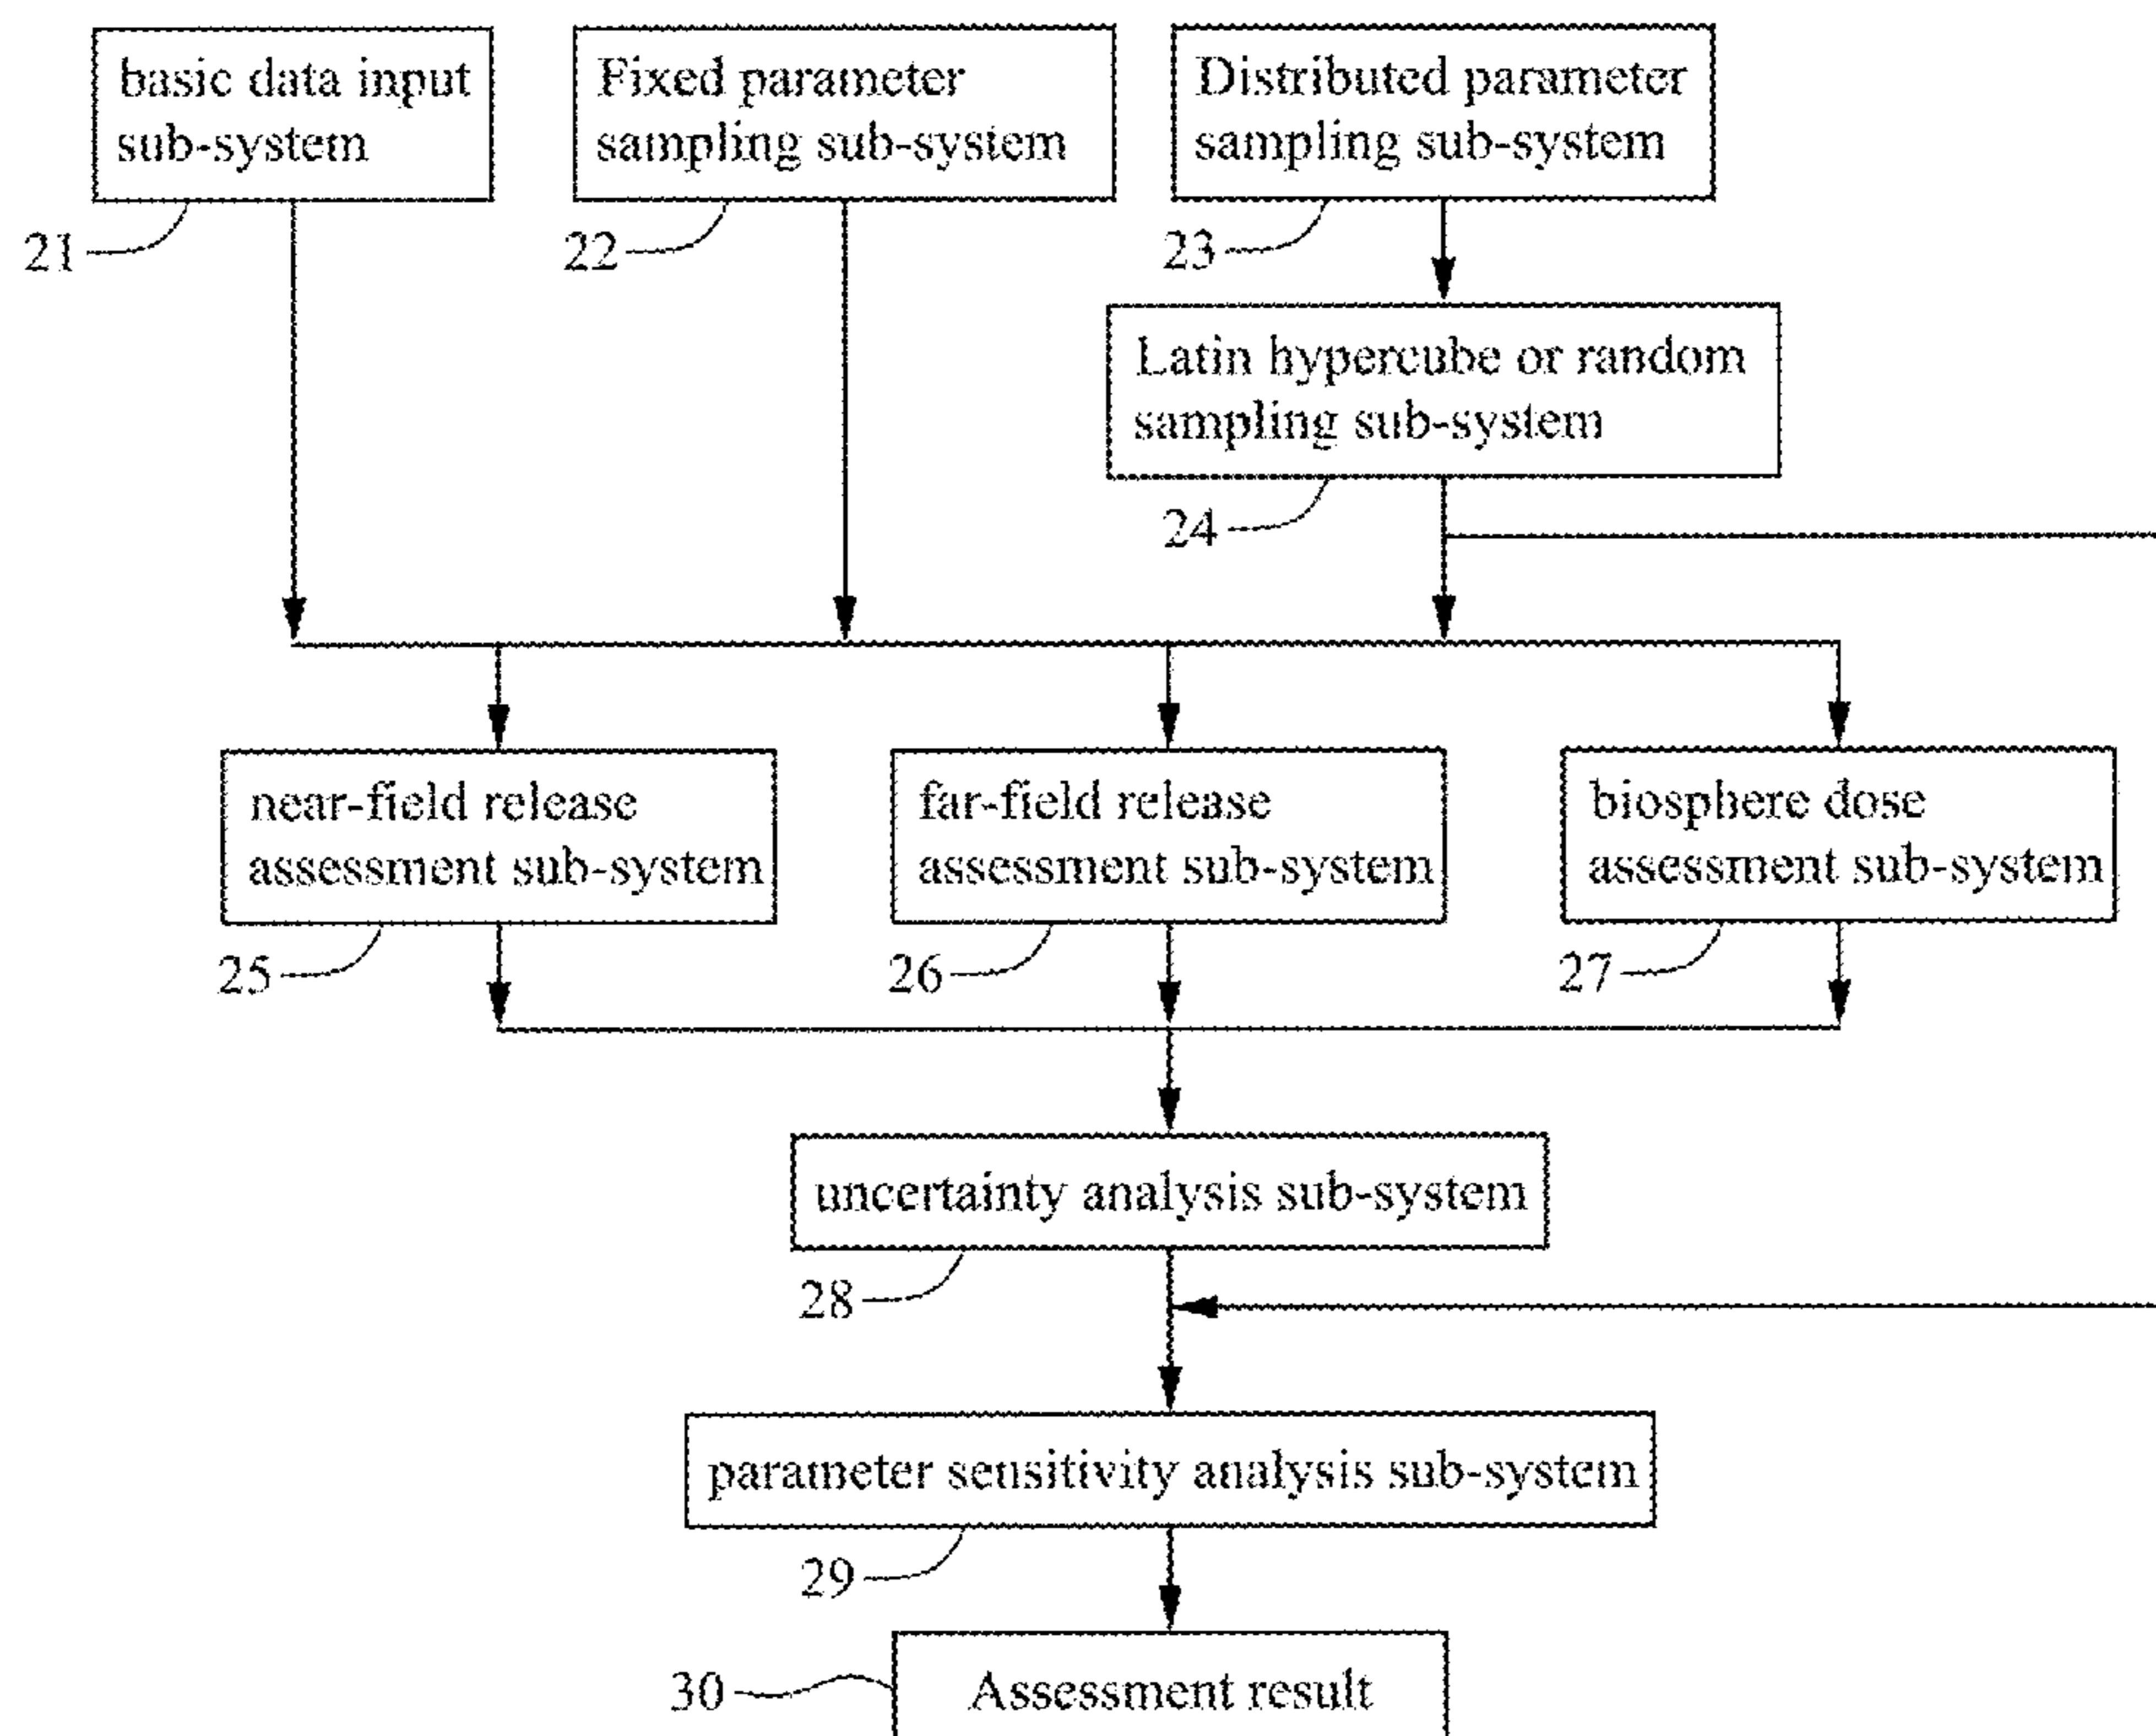 basic data input
sub-system
21
Fixed parameter
sampling sub-system
22
Distributed parameter
sampling sub-system
23
Latin hypercube or random
sampling sub-system
24
near-field release
assessment sub-system
25
far-field release
assessment sub-system
26
biosphere dose
assessment sub-system
27
uncertainty analysis sub-system
28
parameter sensitivity analysis sub-system
29
30
Assessment result